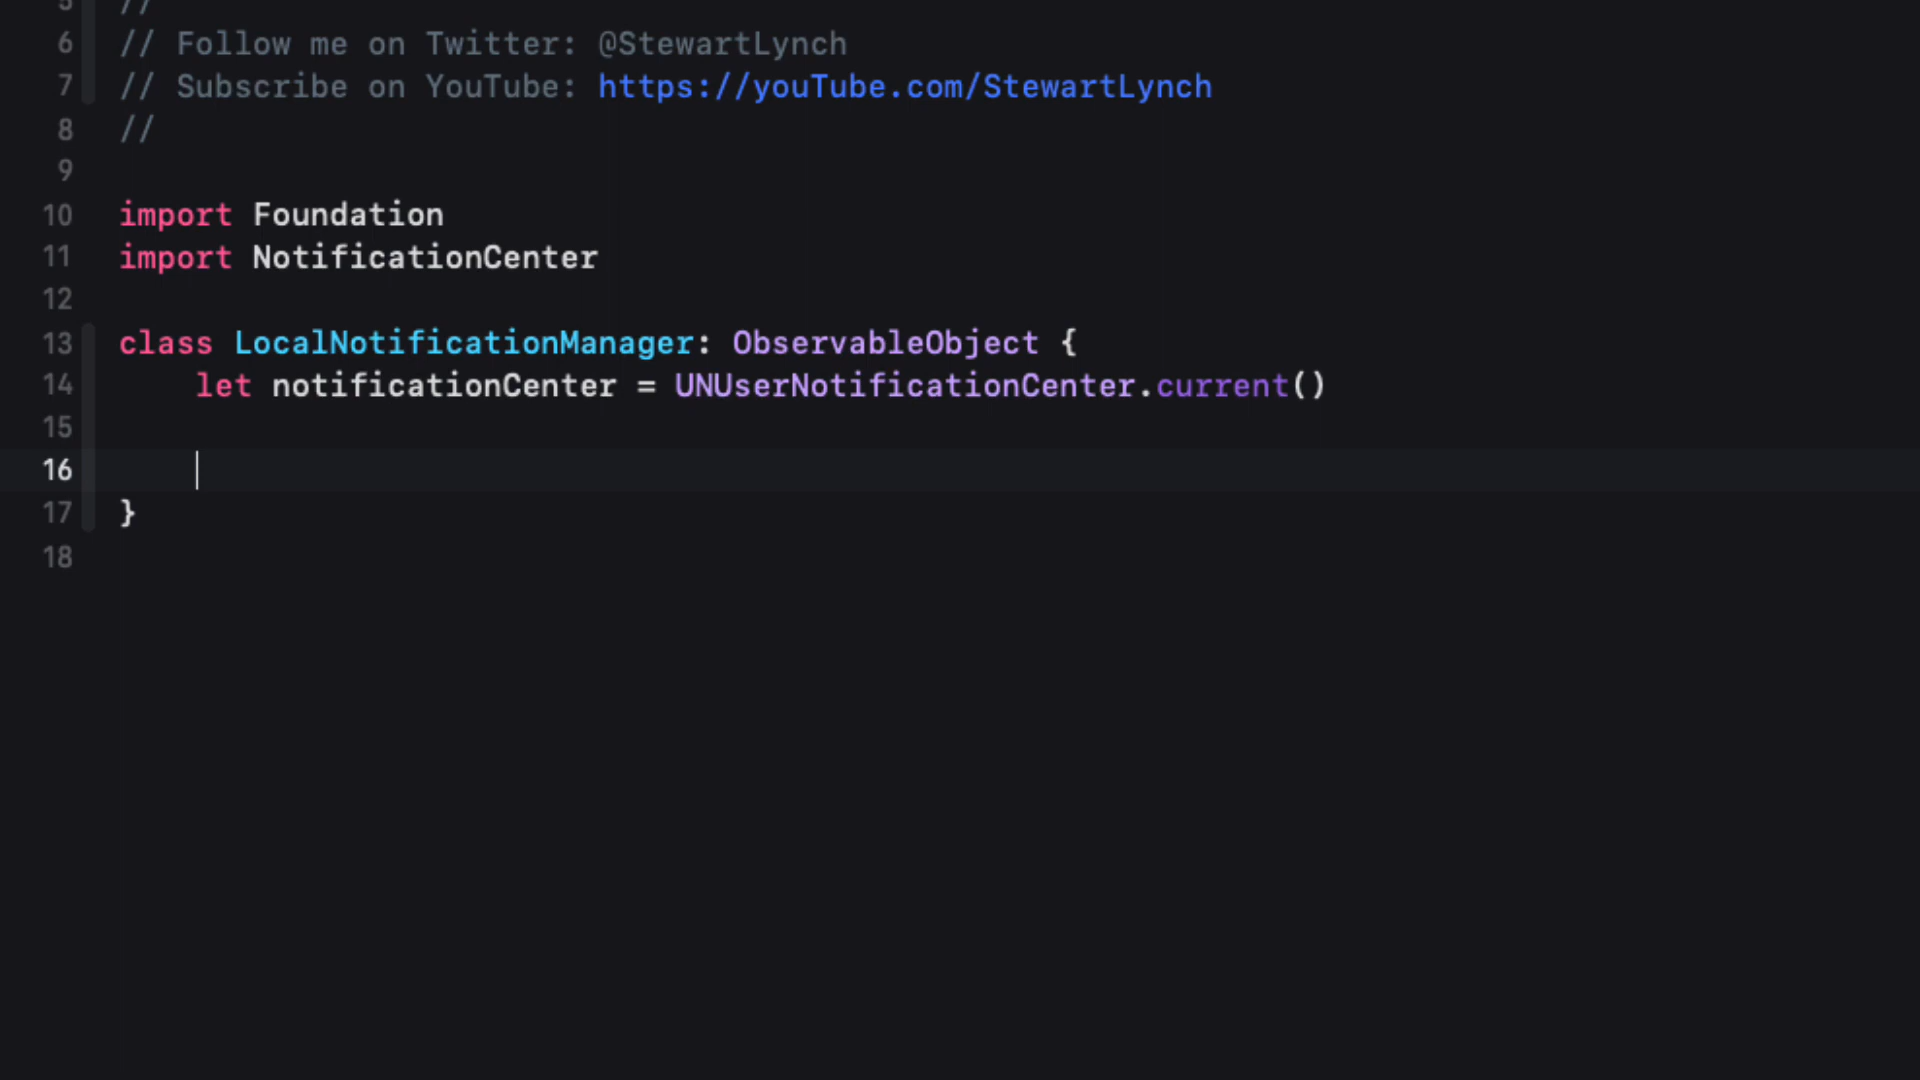 5 //
6 // Follow me on Twitter: @StewartLynch
7 // Subscribe on YouTube: https://youTube.com/StewartLynch
8 //
9
10 import Foundation
11 import NotificationCenter
12
13 class LocalNotificationManager: ObservableObject {
14     let notificationCenter = UNUserNotificationCenter.current()
15
16
17 }
18